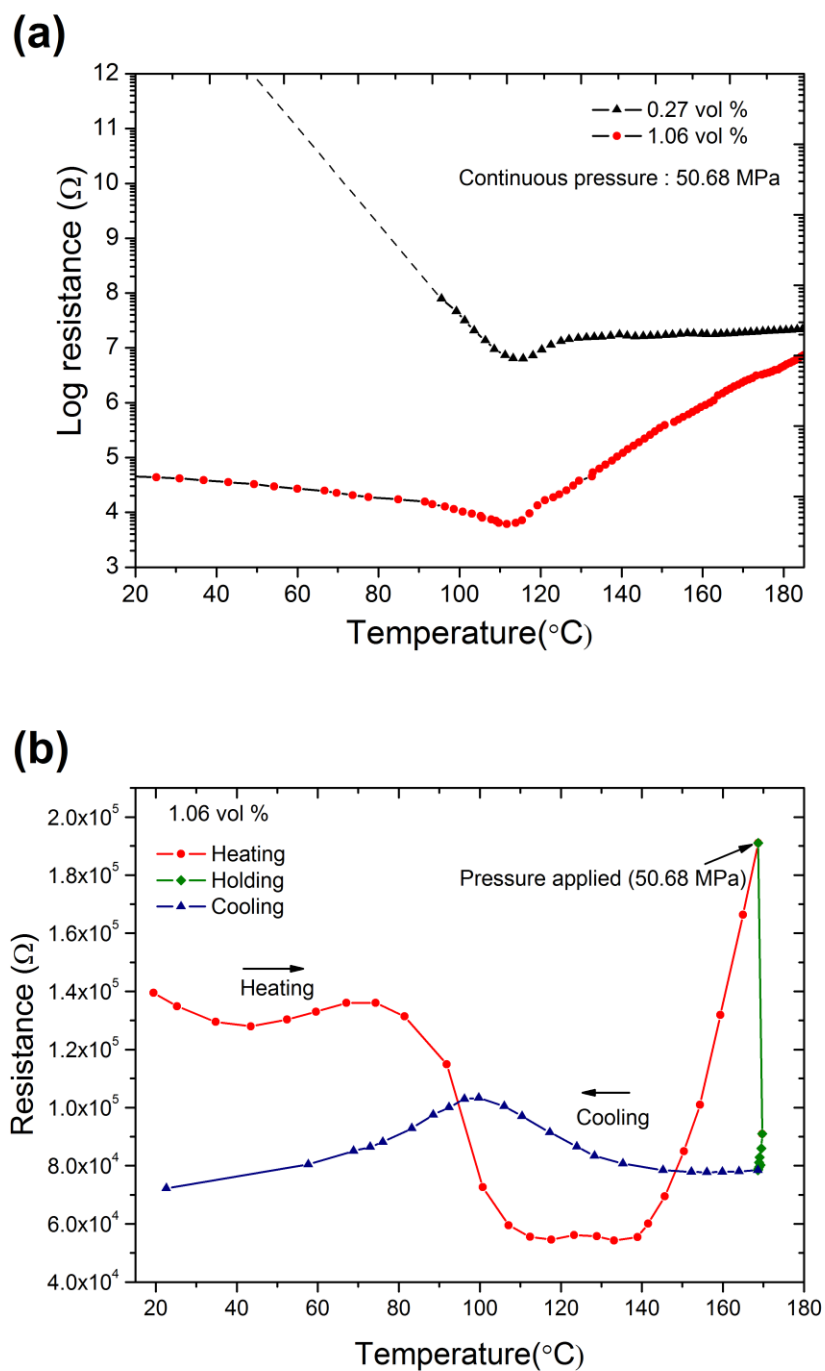 (a)
12
11
10
9
8
7
6
5
4
3
Log resistance (Ω)
0.27 vol %
1.06 vol %
Continuous pressure : 50.68 MPa
20 40 60 80 100 120 140 160 180
Temperature(°C)
(b)
2.0x10⁵
1.8x10⁵
1.6x10⁵
1.4x10⁵
1.2x10⁵
1.0x10⁵
8.0x10⁴
6.0x10⁴
4.0x10⁴
Resistance (Ω)
1.06 vol %
Heating
Holding
Cooling
Pressure applied (50.68 MPa)
Heating
Cooling
20 40 60 80 100 120 140 160 180
Temperature(°C)